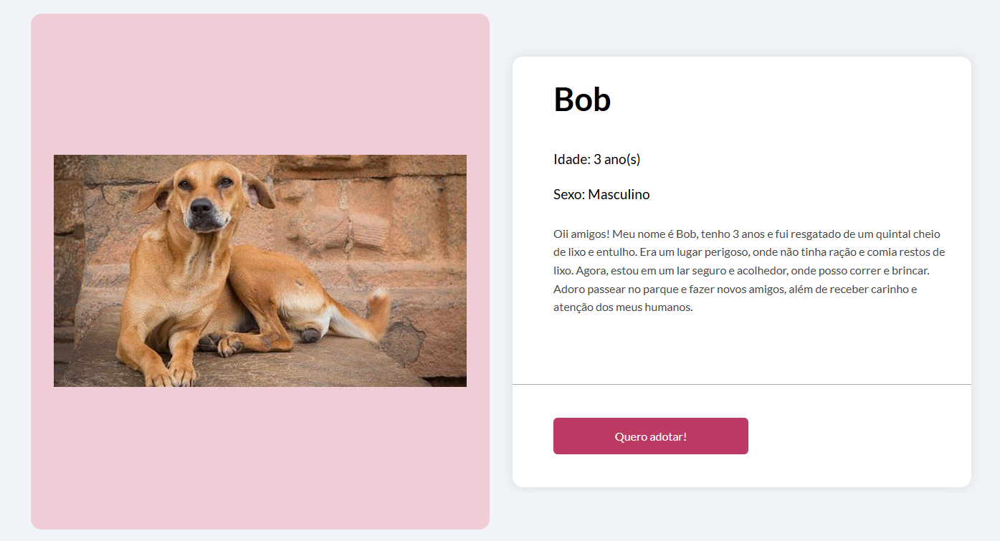 Bob
Idade: 3 ano(s)
Sexo: Masculino
Oii amigos! Meu nome é Bob, tenho 3 anos e fui resgatado de um quintal cheio
de lixo e entulho. Era um lugar perigoso, onde não tinha ração e comia restos de
lixo. Agora, estou em um lar seguro e acolhedor, onde posso correr e brincar.
Adoro passear no parque e fazer novos amigos, além de receber carinho e
atenção dos meus humanos.
Quero adotar!